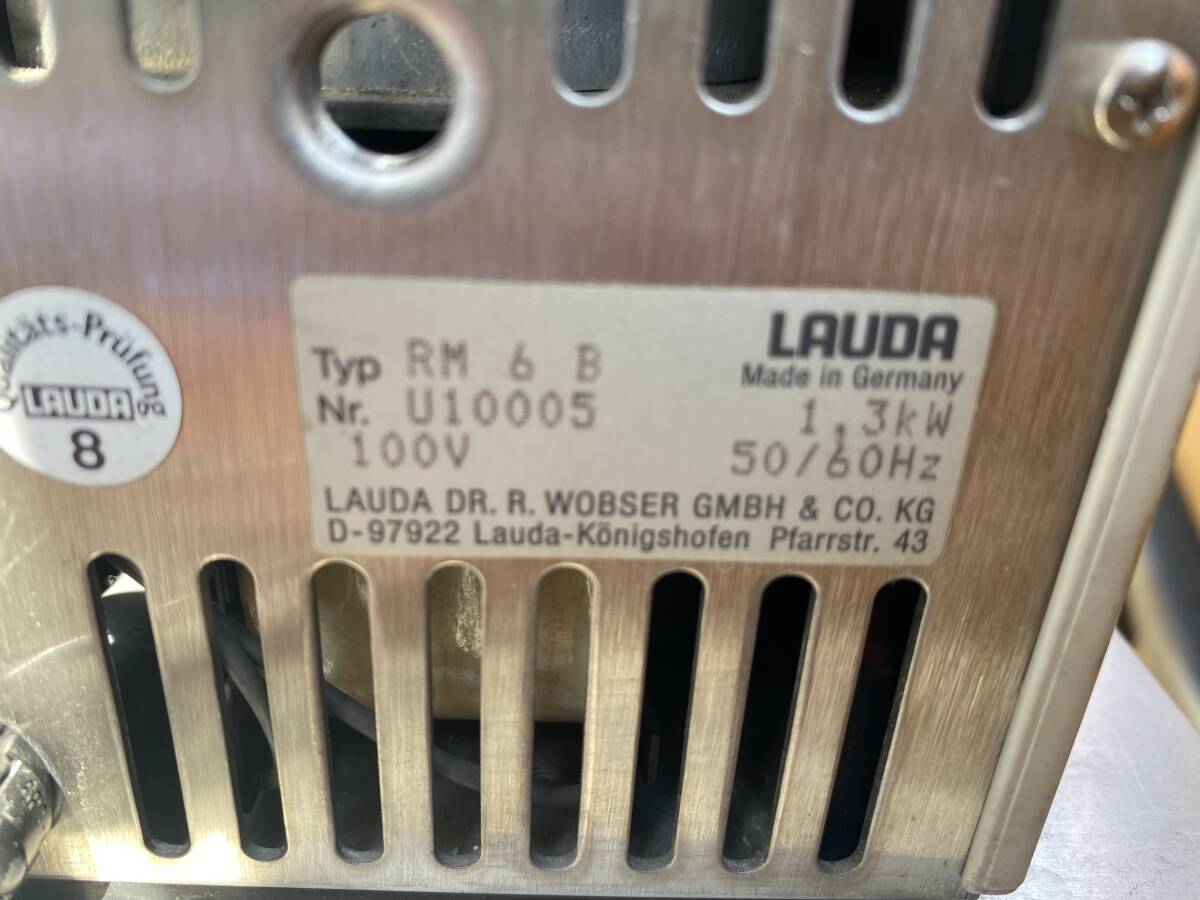 Qualitäts-Prüfung
LAUDA
8
LAUDA
Made in Germany
Typ RM 6 B
Nr. U10005 1,3kW
100V 50/60Hz
LAUDA DR. R. WOBSER GMBH & CO. KG
D-97922 Lauda-Königshofen Pfarrstr. 43